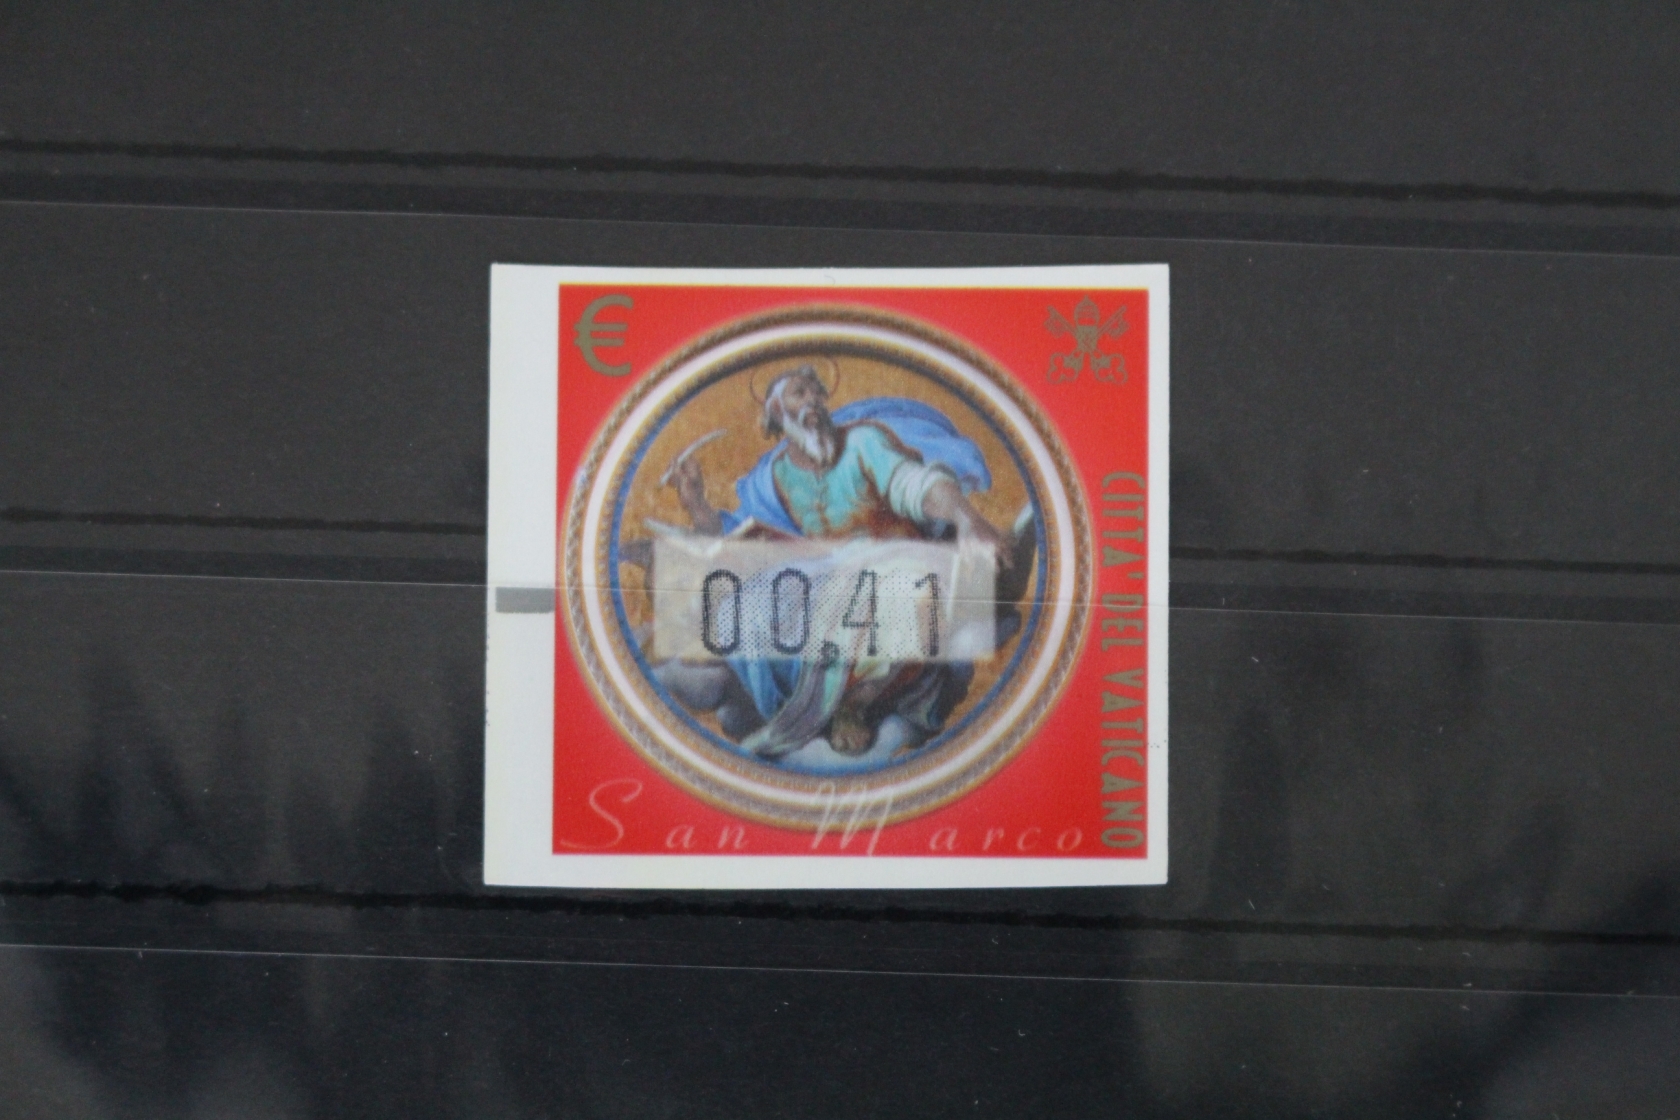 €
00,41
CITTA' DEL VATICANO
San Marco